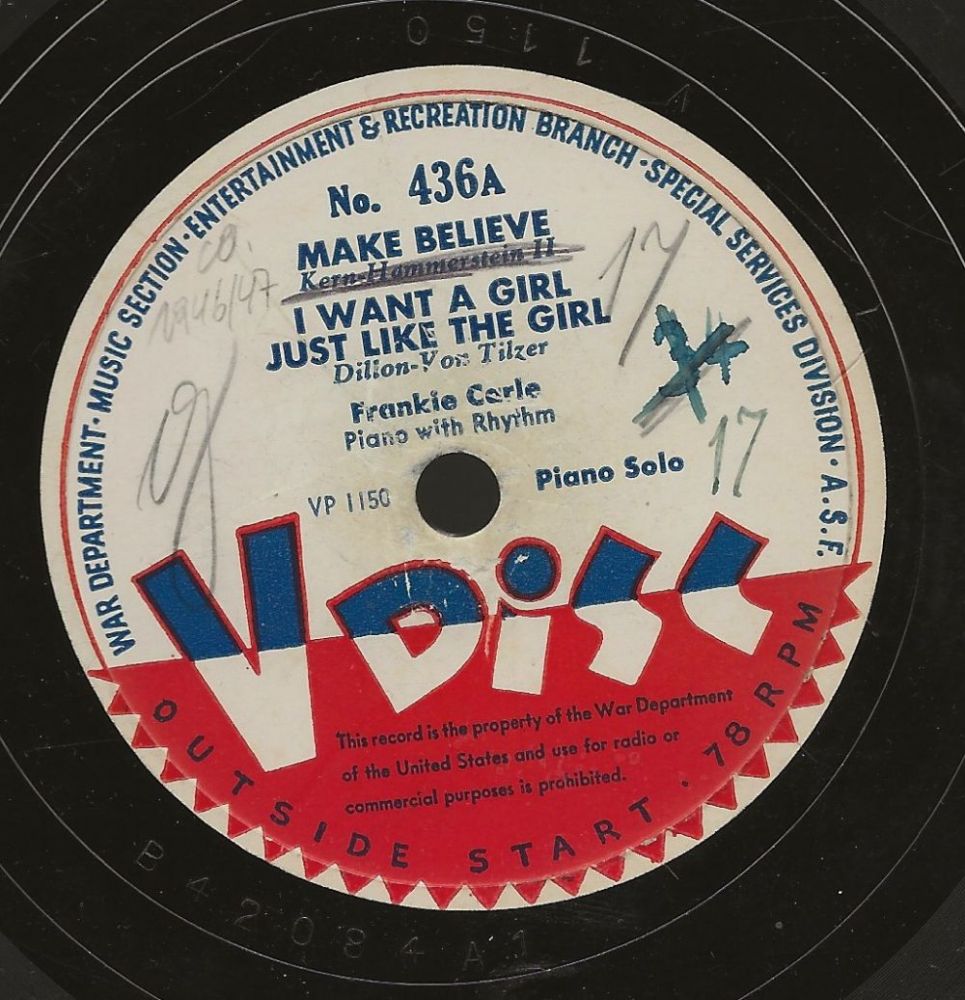 1150
WAR DEPARTMENT·MUSIC SECTION·ENTERTAINMENT & RECREATION BRANCH·SPECIAL SERVICES DIVISION·A.S.F.
No. 436A
MAKE BELIEVE
Kern-Hammerstein II
I WANT A GIRL
JUST LIKE THE GIRL
Dillon-Von Tilzer
Frankie Carle
Piano with Rhythm
VP 1150
Piano Solo
1946/47
17
17
V DiSC
This record is the property of the War Department
of the United States and use for radio or
commercial purposes is prohibited.
OUTSIDE START. 78 RPM
B42084A1